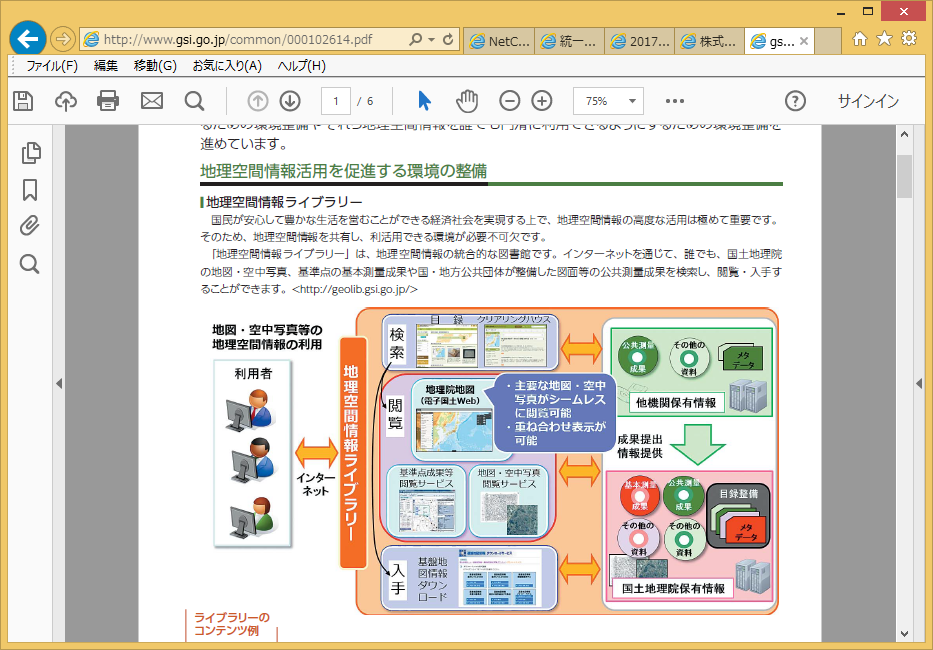 http://www.gsi.go.jp/common/000102614.pdf
NetC...
統一...
2017...
株式...
gs...
ファイル(F) 編集 移動(G) お気に入り(A) ヘルプ(H)
1 / 6
75%
サインイン
るための環境整備やそれら地理空間情報を誰でも円滑に利用できるようにするための環境整備を
進めています。
地理空間情報活用を促進する環境の整備
地理空間情報ライブラリー
国民が安心して豊かな生活を営むことができる経済社会を実現する上で、地理空間情報の高度な活用は極めて重要です。
そのため、地理空間情報を共有し、利活用できる環境が必要不可欠です。
「地理空間情報ライブラリー」は、地理空間情報の統合的な図書館です。インターネットを通じて、誰でも、国土地理院
の地図・空中写真、基準点の基本測量成果や国・地方公共団体が整備した図面等の公共測量成果を検索し、閲覧・入手す
ることができます。<http://geolib.gsi.go.jp/>
地図・空中写真等の
地理空間情報の利用
利用者
インター
ネット
地理空間情報ライブラリー
検索
目 録
クリアリングハウス
閲覧
地理院地図
(電子国土Web)
・主要な地図・空中
写真がシームレス
に閲覧可能
・重ね合わせ表示が
可能
基準点成果等
閲覧サービス
地図・空中写真
閲覧サービス
入手
基盤地
図情報
ダウン
ロード
公共測量
成果
その他の
資料
メタ
データ
他機関保有情報
成果提出
情報提供
基本測量
成果
公共測量
成果
目録整備
その他の
資料
その他の
資料
メタ
データ
国土地理院保有情報
ライブラリーの
コンテンツ例